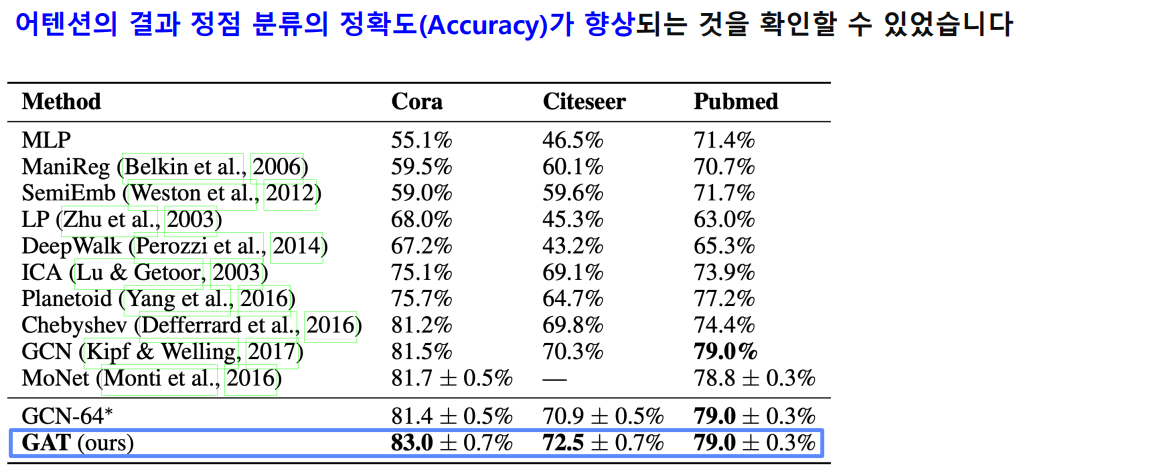 어텐션의 결과 정점 분류의 정확도(Accuracy)가 향상되는 것을 확인할 수 있었습니다
Method Cora Citeseer Pubmed
MLP 55.1% 46.5% 71.4%
ManiReg (Belkin et al., 2006) 59.5% 60.1% 70.7%
SemiEmb (Weston et al., 2012) 59.0% 59.6% 71.7%
LP (Zhu et al., 2003) 68.0% 45.3% 63.0%
DeepWalk (Perozzi et al., 2014) 67.2% 43.2% 65.3%
ICA (Lu & Getoor, 2003) 75.1% 69.1% 73.9%
Planetoid (Yang et al., 2016) 75.7% 64.7% 77.2%
Chebyshev (Defferrard et al., 2016) 81.2% 69.8% 74.4%
GCN (Kipf & Welling, 2017) 81.5% 70.3% 79.0%
MoNet (Monti et al., 2016) 81.7 ± 0.5% — 78.8 ± 0.3%
GCN-64* 81.4 ± 0.5% 70.9 ± 0.5% 79.0 ± 0.3%
GAT (ours) 83.0 ± 0.7% 72.5 ± 0.7% 79.0 ± 0.3%